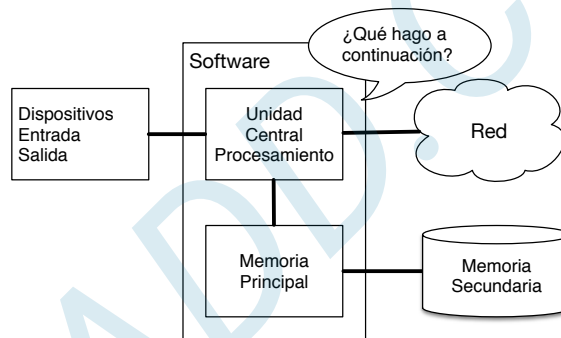 ¿Qué hago a
continuación?
Software
Dispositivos
Entrada
Salida
Unidad
Central
Procesamiento
Red
Memoria
Principal
Memoria
Secundaria